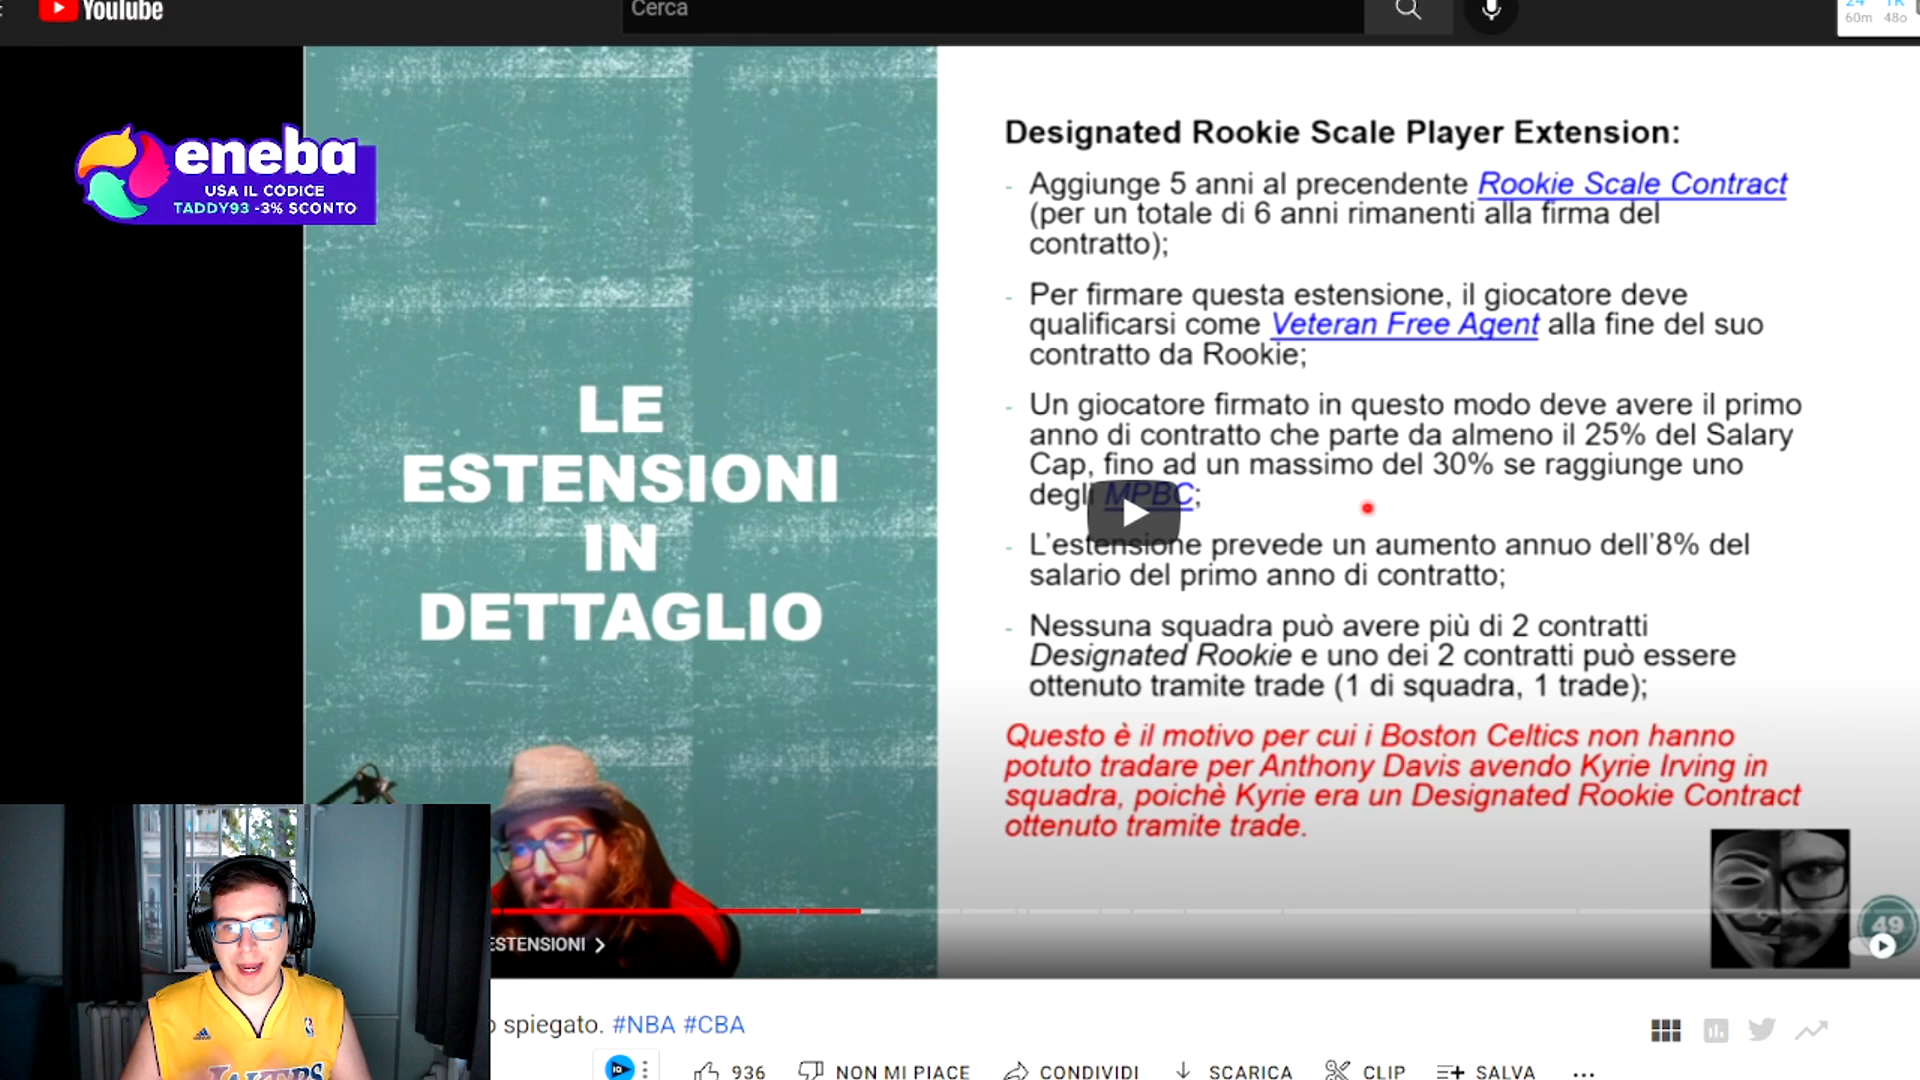 YouTube
Cerca
24 1K
60m 48o
eneba
USA IL CODICE
TADDY93 -3% SCONTO
LE
ESTENSIONI
IN
DETTAGLIO
Designated Rookie Scale Player Extension:
- Aggiunge 5 anni al precendente Rookie Scale Contract
(per un totale di 6 anni rimanenti alla firma del
contratto);
- Per firmare questa estensione, il giocatore deve
qualificarsi come Veteran Free Agent alla fine del suo
contratto da Rookie;
- Un giocatore firmato in questo modo deve avere il primo
anno di contratto che parte da almeno il 25% del Salary
Cap, fino ad un massimo del 30% se raggiunge uno
degli MPBC;
- L'estensione prevede un aumento annuo dell'8% del
salario del primo anno di contratto;
- Nessuna squadra può avere più di 2 contratti
Designated Rookie e uno dei 2 contratti può essere
ottenuto tramite trade (1 di squadra, 1 trade);
Questo è il motivo per cui i Boston Celtics non hanno
potuto tradare per Anthony Davis avendo Kyrie Irving in
squadra, poichè Kyrie era un Designated Rookie Contract
ottenuto tramite trade.
49
ESTENSIONI
o spiegato. #NBA #CBA
936 NON MI PIACE CONDIVIDI SCARICA CLIP SALVA
LAKERS